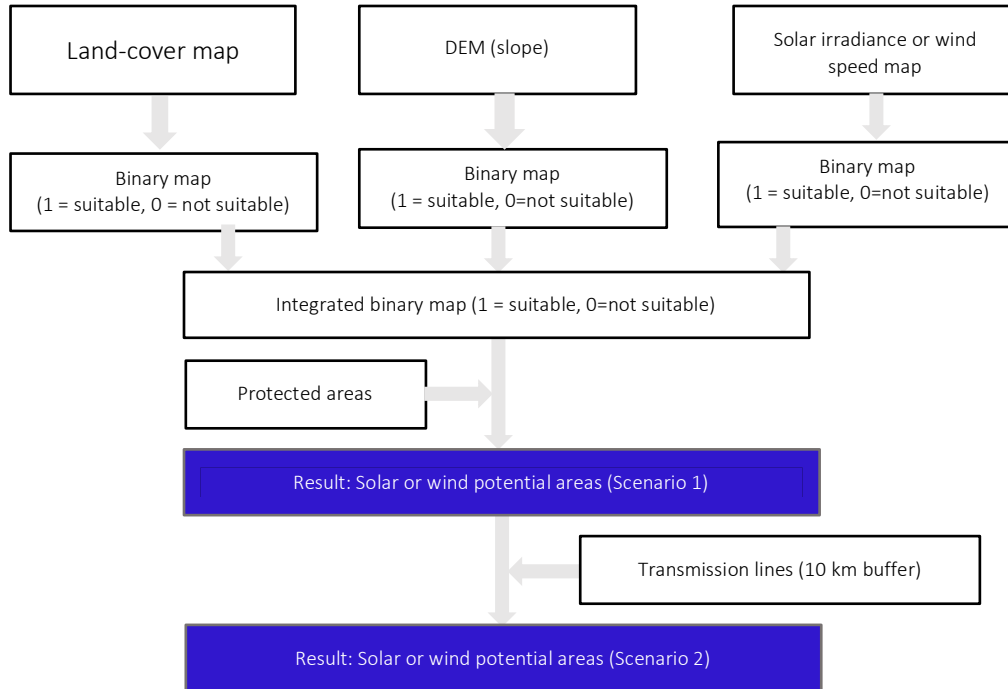 Land-cover map
DEM (slope)
Solar irradiance or wind
speed map
Binary map
(1 = suitable, 0 = not suitable)
Binary map
(1 = suitable, 0=not suitable)
Binary map
(1 = suitable, 0=not suitable)
Integrated binary map (1 = suitable, 0=not suitable)
Protected areas
Result: Solar or wind potential areas (Scenario 1)
Transmission lines (10 km buffer)
Result: Solar or wind potential areas (Scenario 2)